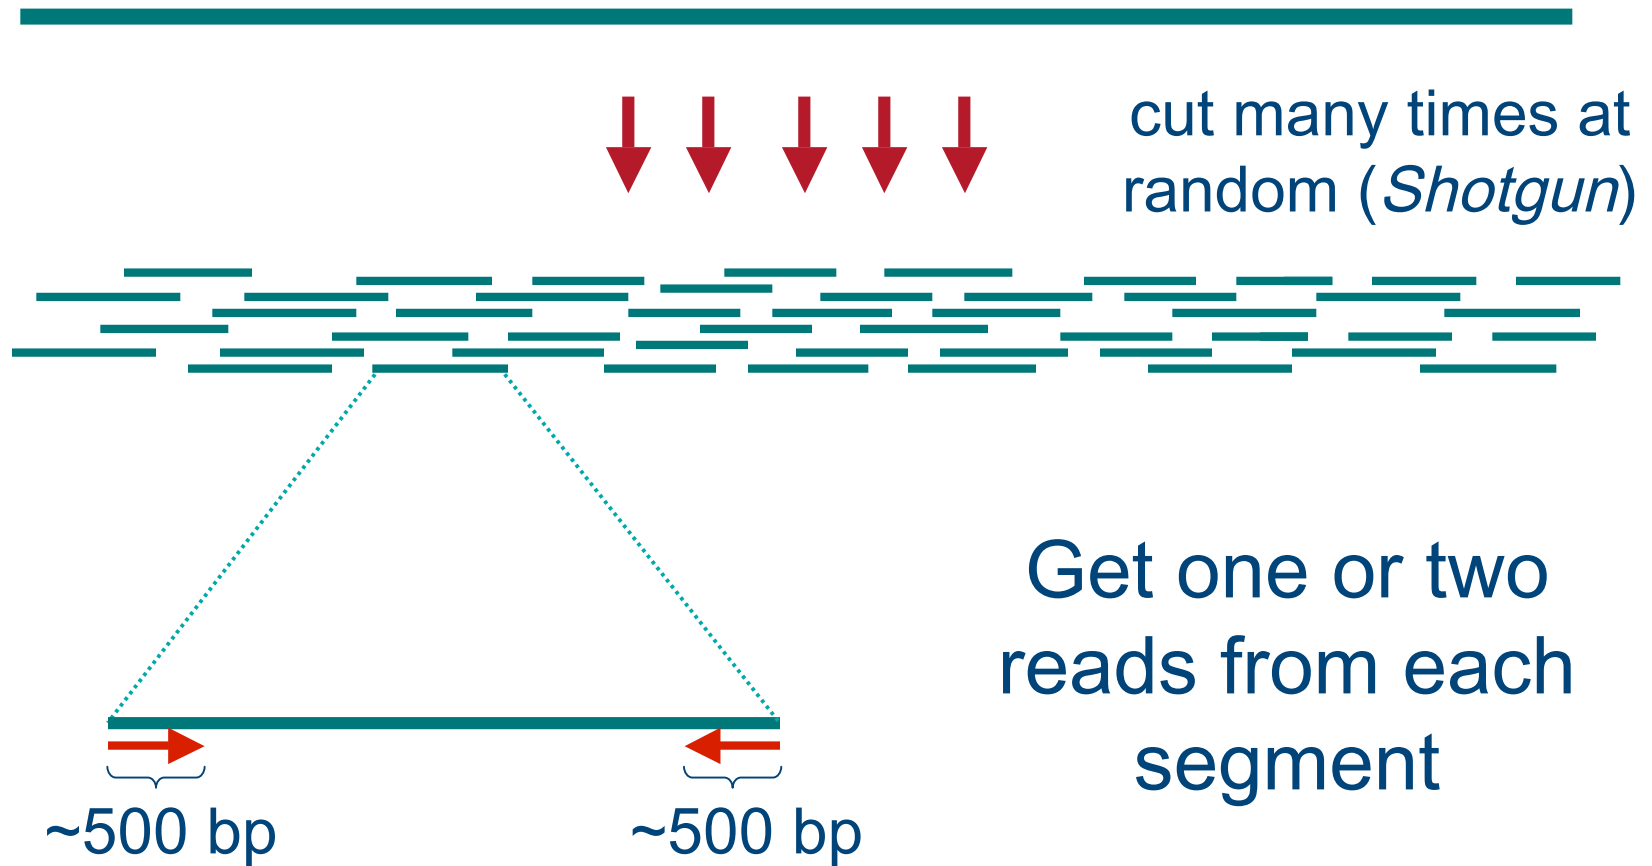 cut many times at
random (Shotgun)
Get one or two
reads from each
segment
~500 bp
~500 bp